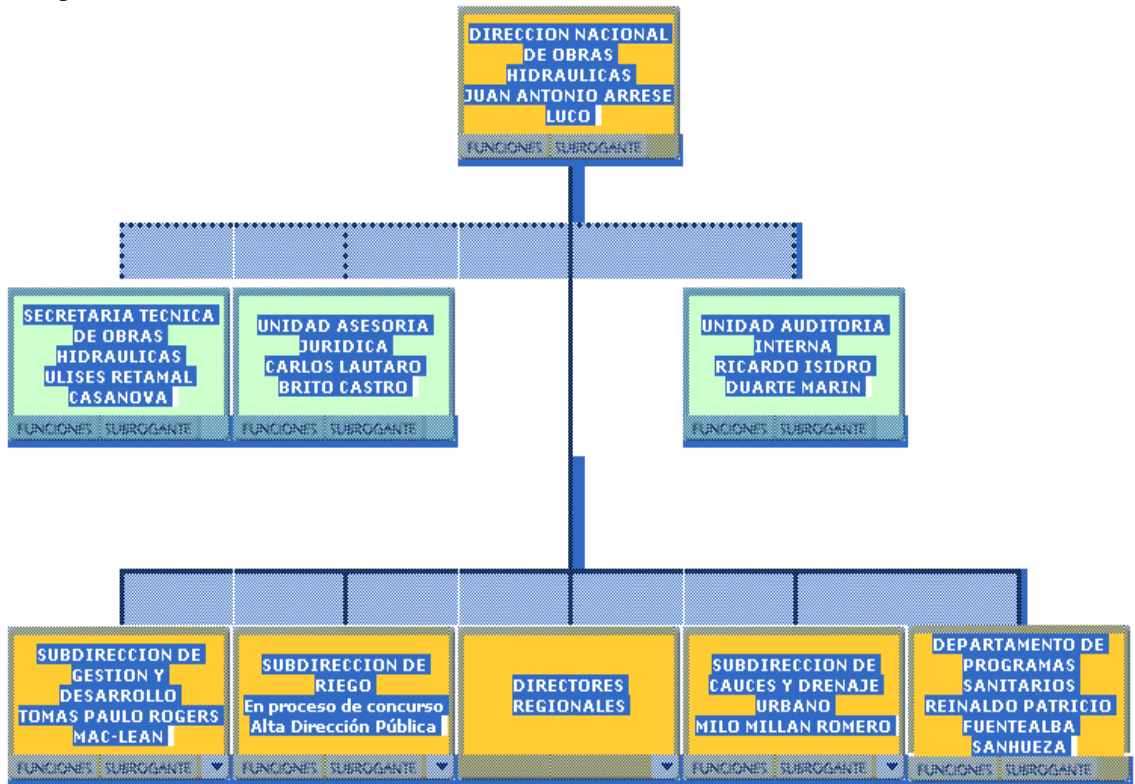 DIRECCION NACIONAL
DE OBRAS
HIDRAULICAS
JUAN ANTONIO ARRESE
LUCO
FUNCIONES SUBROGANTE
SECRETARIA TECNICA
DE OBRAS
HIDRAULICAS
ULISES RETAMAL
CASANOVA
FUNCIONES SUBROGANTE
UNIDAD ASESORIA
JURIDICA
CARLOS LAUTARO
BRITO CASTRO
FUNCIONES SUBROGANTE
UNIDAD AUDITORIA
INTERNA
RICARDO ISIDRO
DUARTE MARIN
FUNCIONES SUBROGANTE
SUBDIRECCION DE
GESTION Y
DESARROLLO
TOMAS PAULO ROGERS
MAC-LEAN
FUNCIONES SUBROGANTE
SUBDIRECCION DE
RIEGO
En proceso de concurso
Alta Dirección Pública
FUNCIONES SUBROGANTE
DIRECTORES
REGIONALES
SUBDIRECCION DE
CAUCES Y DRENAJE
URBANO
MILO MILLAN ROMERO
FUNCIONES SUBROGANTE
DEPARTAMENTO DE
PROGRAMAS
SANITARIOS
REINALDO PATRICIO
FUENTEALBA
SANHUEZA
FUNCIONES SUBROGANTE